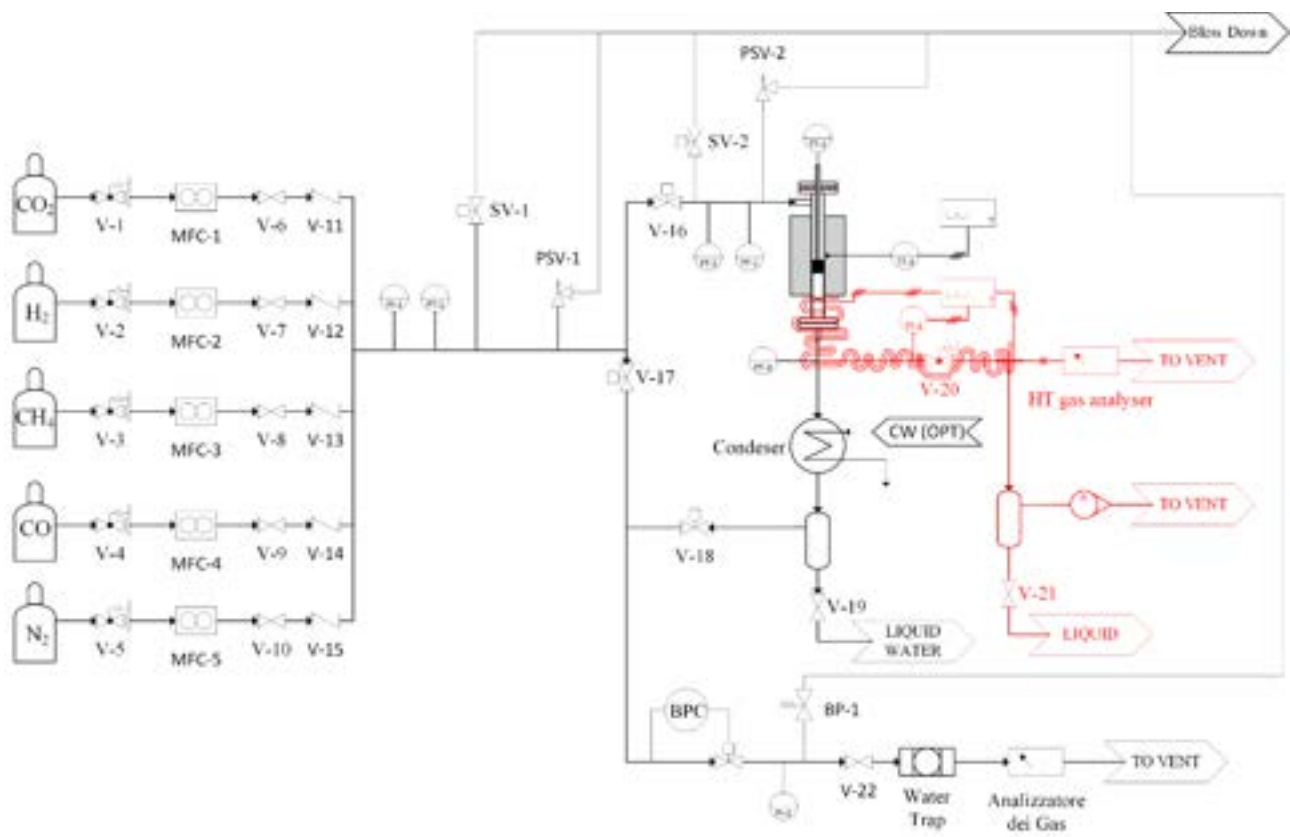 Blow Down
PSV-2
SV-2
CO₂
V-1
MFC-1
V-6
V-11
SV-1
V-16
PSV-1
H₂
V-2
MFC-2
V-7
V-12
V-17
V-20
HT gas analyser
TO VENT
CH₄
V-3
MFC-3
V-8
V-13
Condeser
CW (OPT)
CO
V-4
MFC-4
V-9
V-14
V-18
TO VENT
V-19
V-21
N₂
V-5
MFC-5
V-10
V-15
LIQUID
WATER
LIQUID
BPC
BP-1
V-22
Water
Trap
Analizzatore
dei Gas
TO VENT